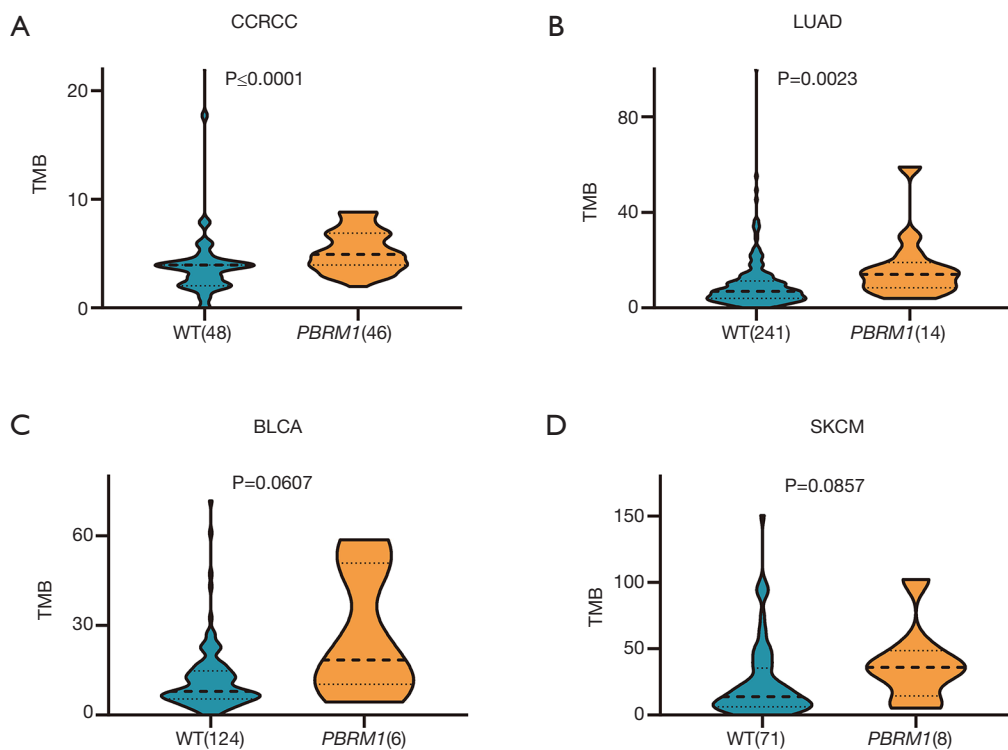 A
CCRCC
P≤0.0001
20
10
0
TMB
WT(48)
PBRM1(46)
B
LUAD
P=0.0023
80
40
0
TMB
WT(241)
PBRM1(14)
C
BLCA
P=0.0607
60
30
0
TMB
WT(124)
PBRM1(6)
D
SKCM
P=0.0857
150
100
50
0
TMB
WT(71)
PBRM1(8)